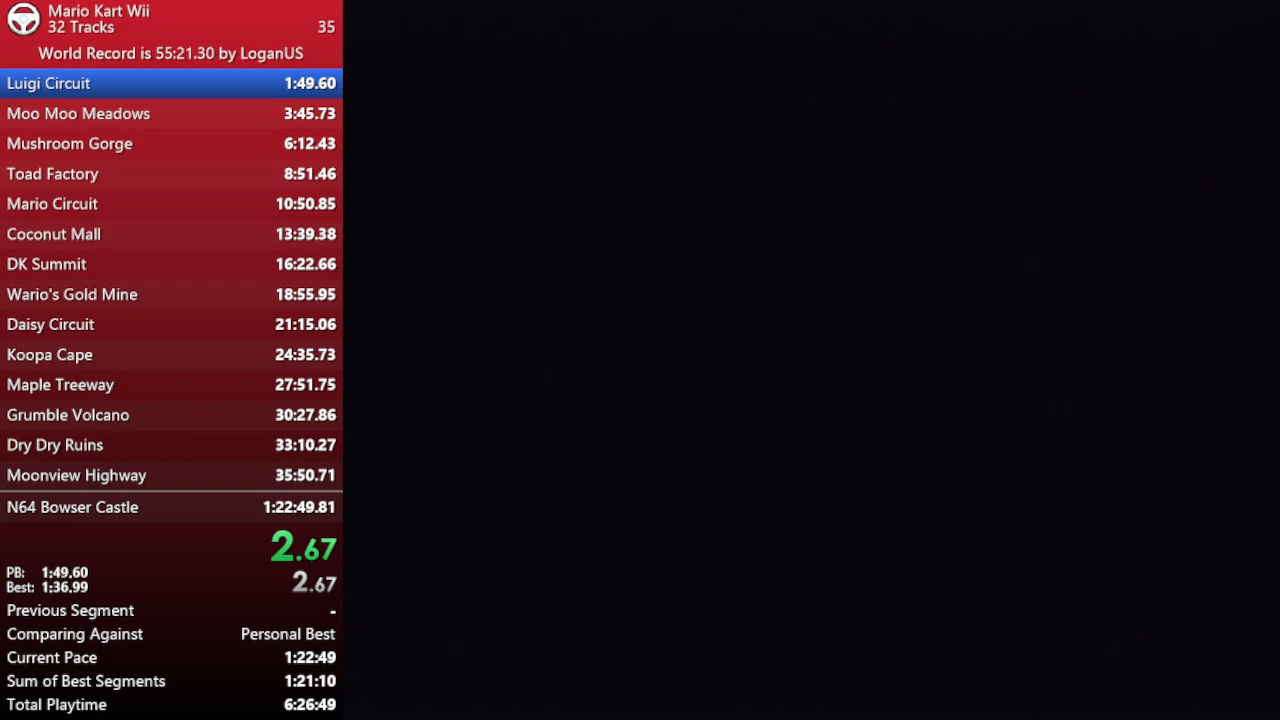 Mario Kart Wii
32 Tracks 35
World Record is 55:21.30 by LoganUS
Luigi Circuit 1:49.60
Moo Moo Meadows 3:45.73
Mushroom Gorge 6:12.43
Toad Factory 8:51.46
Mario Circuit 10:50.85
Coconut Mall 13:39.38
DK Summit 16:22.66
Wario's Gold Mine 18:55.95
Daisy Circuit 21:15.06
Koopa Cape 24:35.73
Maple Treeway 27:51.75
Grumble Volcano 30:27.86
Dry Dry Ruins 33:10.27
Moonview Highway 35:50.71
N64 Bowser Castle 1:22:49.81
2.67
PB: 1:49.60
Best: 1:36.99 2.67
Previous Segment -
Comparing Against Personal Best
Current Pace 1:22:49
Sum of Best Segments 1:21:10
Total Playtime 6:26:49